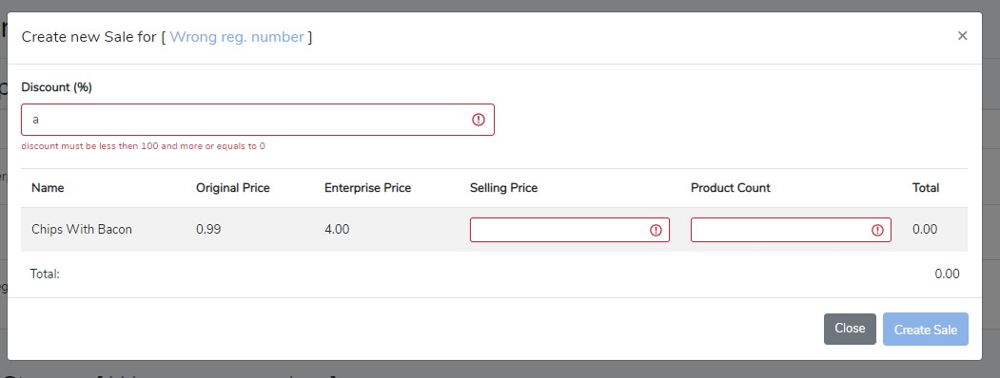 Create new Sale for [ Wrong reg. number ] ×
Discount (%)
a
discount must be less then 100 and more or equals to 0
Name Original Price Enterprise Price Selling Price Product Count Total
Chips With Bacon 0.99 4.00 0.00
Total: 0.00
Close Create Sale